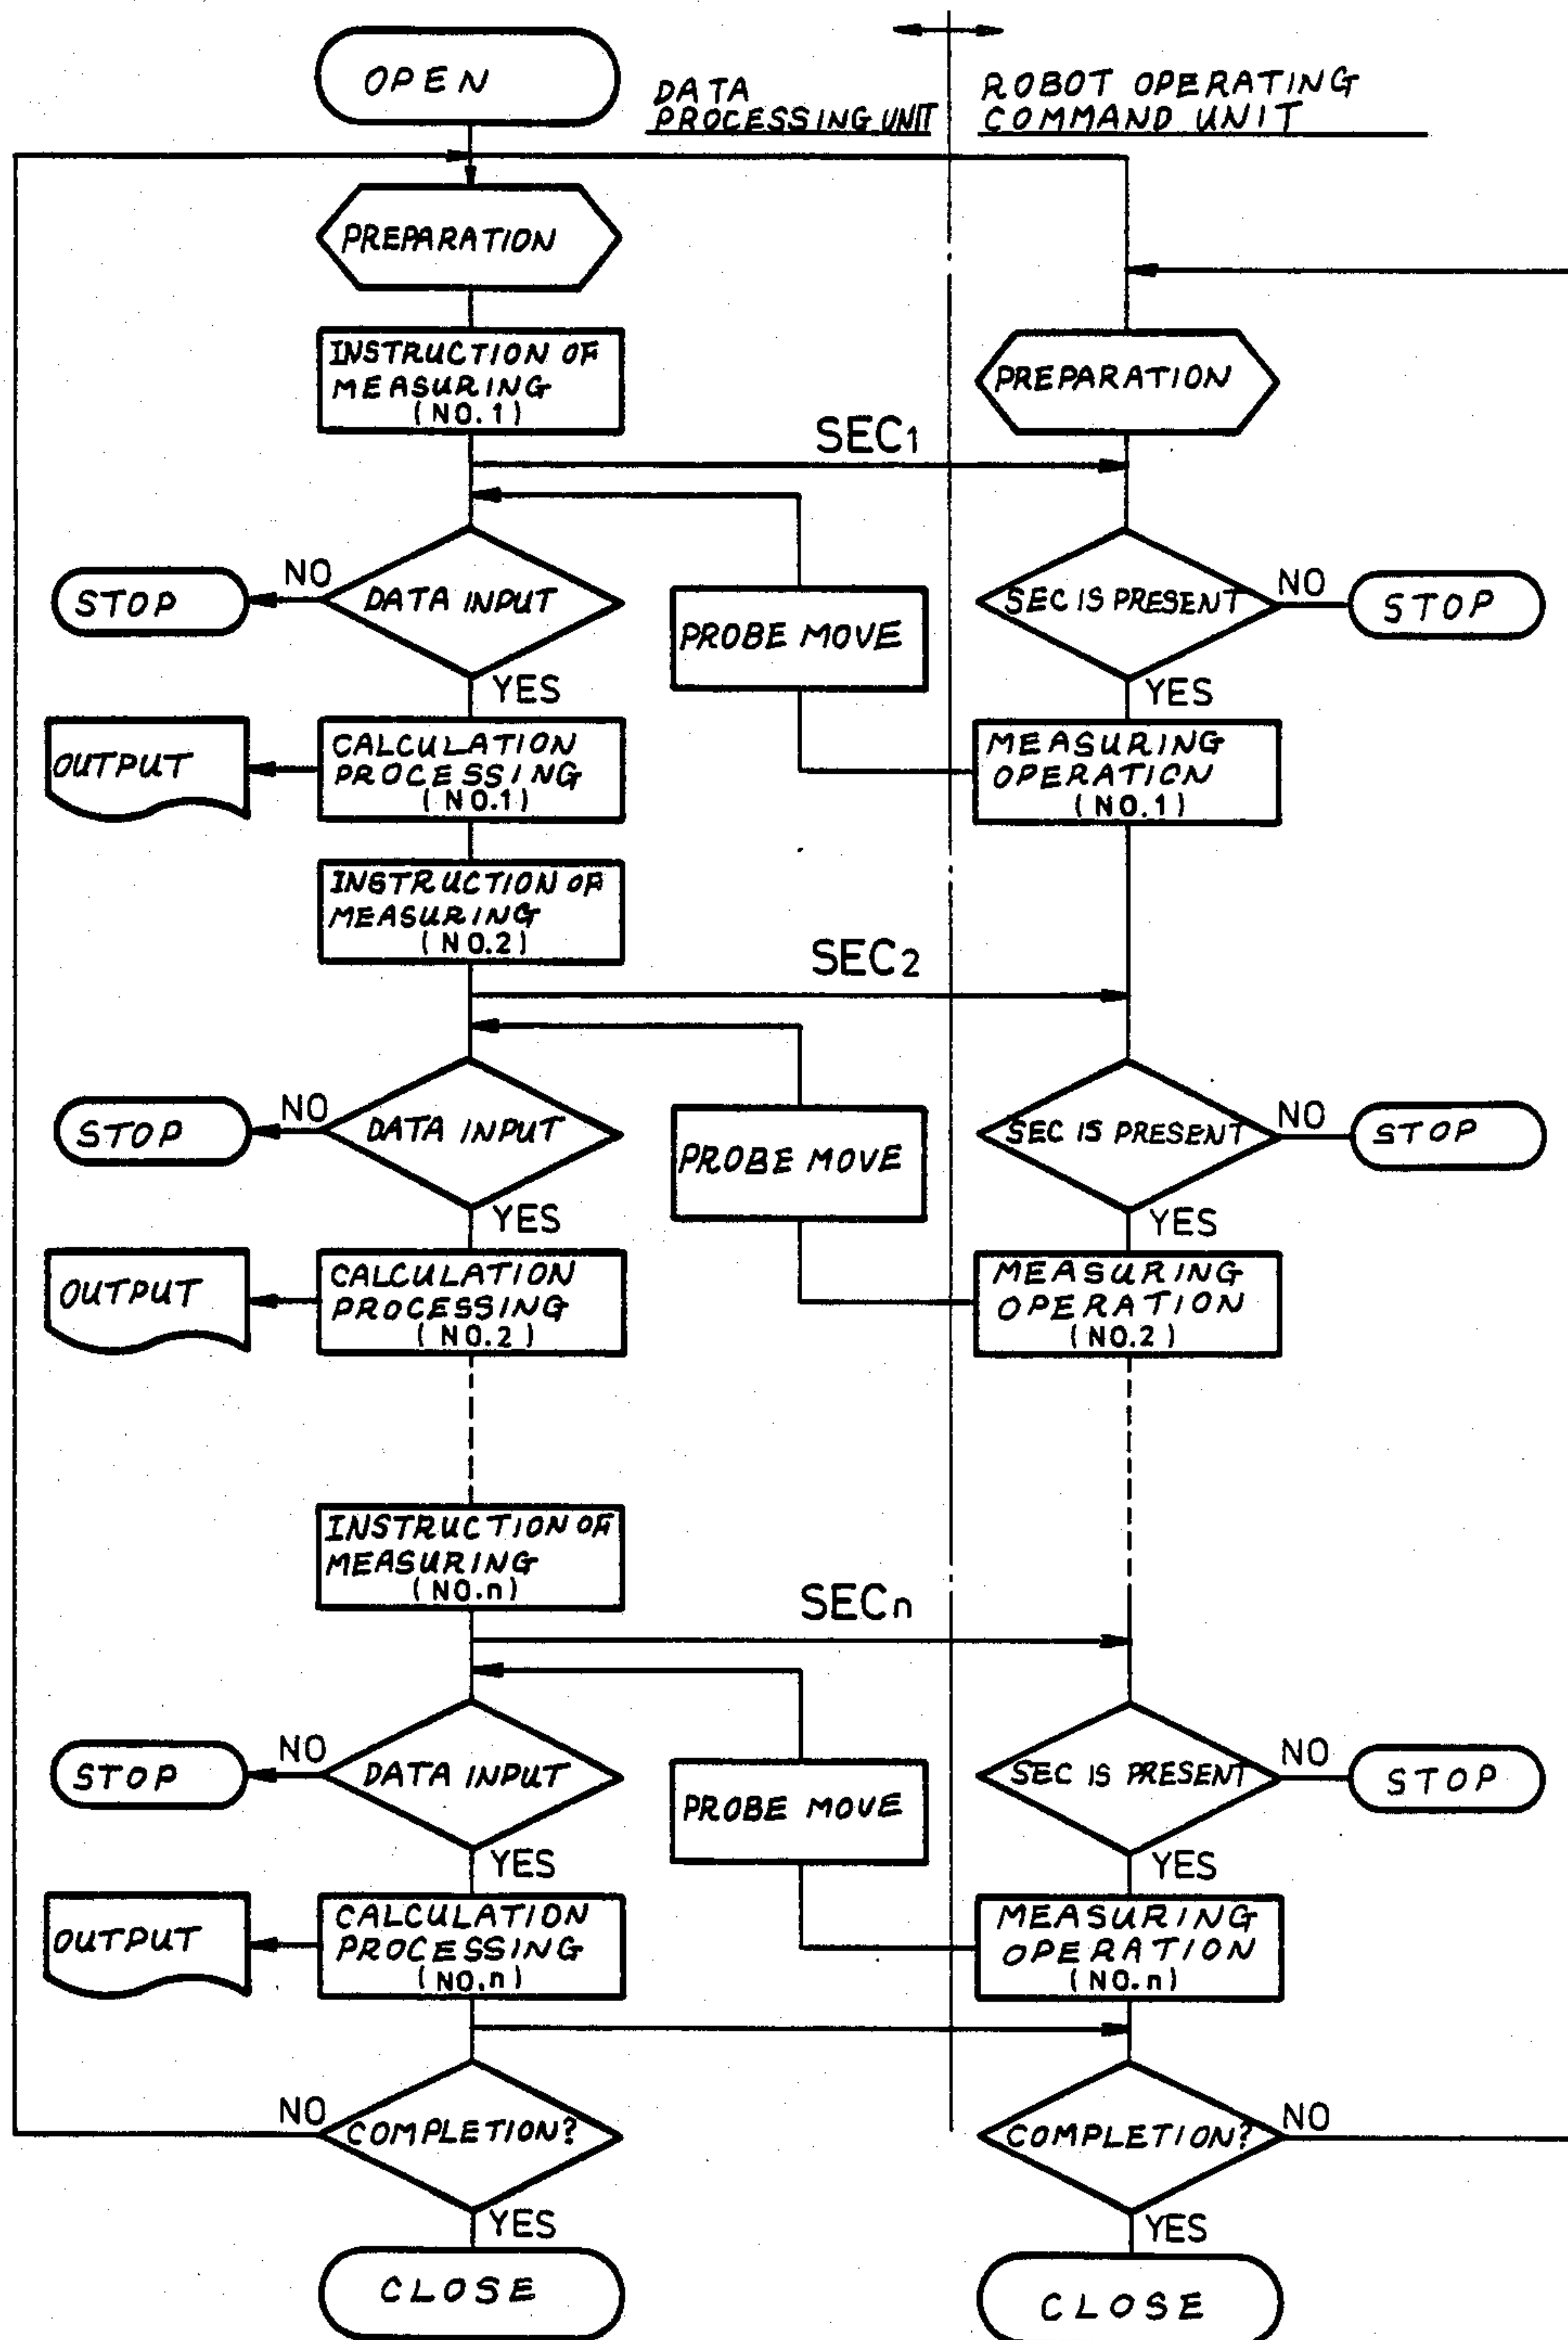 OPEN
DATA
PROCESSING UNIT
ROBOT OPERATING
COMMAND UNIT
PREPARATION
INSTRUCTION OF
MEASURING
(NO.1)
PREPARATION
SEC1
DATA INPUT
NO
STOP
YES
PROBE MOVE
SEC IS PRESENT
NO
STOP
YES
OUTPUT
CALCULATION
PROCESSING
(NO.1)
MEASURING
OPERATION
(NO.1)
INSTRUCTION OF
MEASURING
(NO.2)
SEC2
DATA INPUT
NO
STOP
YES
PROBE MOVE
SEC IS PRESENT
NO
STOP
YES
OUTPUT
CALCULATION
PROCESSING
(NO.2)
MEASURING
OPERATION
(NO.2)
INSTRUCTION OF
MEASURING
(NO.n)
SECn
DATA INPUT
NO
STOP
YES
PROBE MOVE
SEC IS PRESENT
NO
STOP
YES
OUTPUT
CALCULATION
PROCESSING
(NO.n)
MEASURING
OPERATION
(NO.n)
NO
COMPLETION?
YES
COMPLETION?
NO
YES
CLOSE
CLOSE